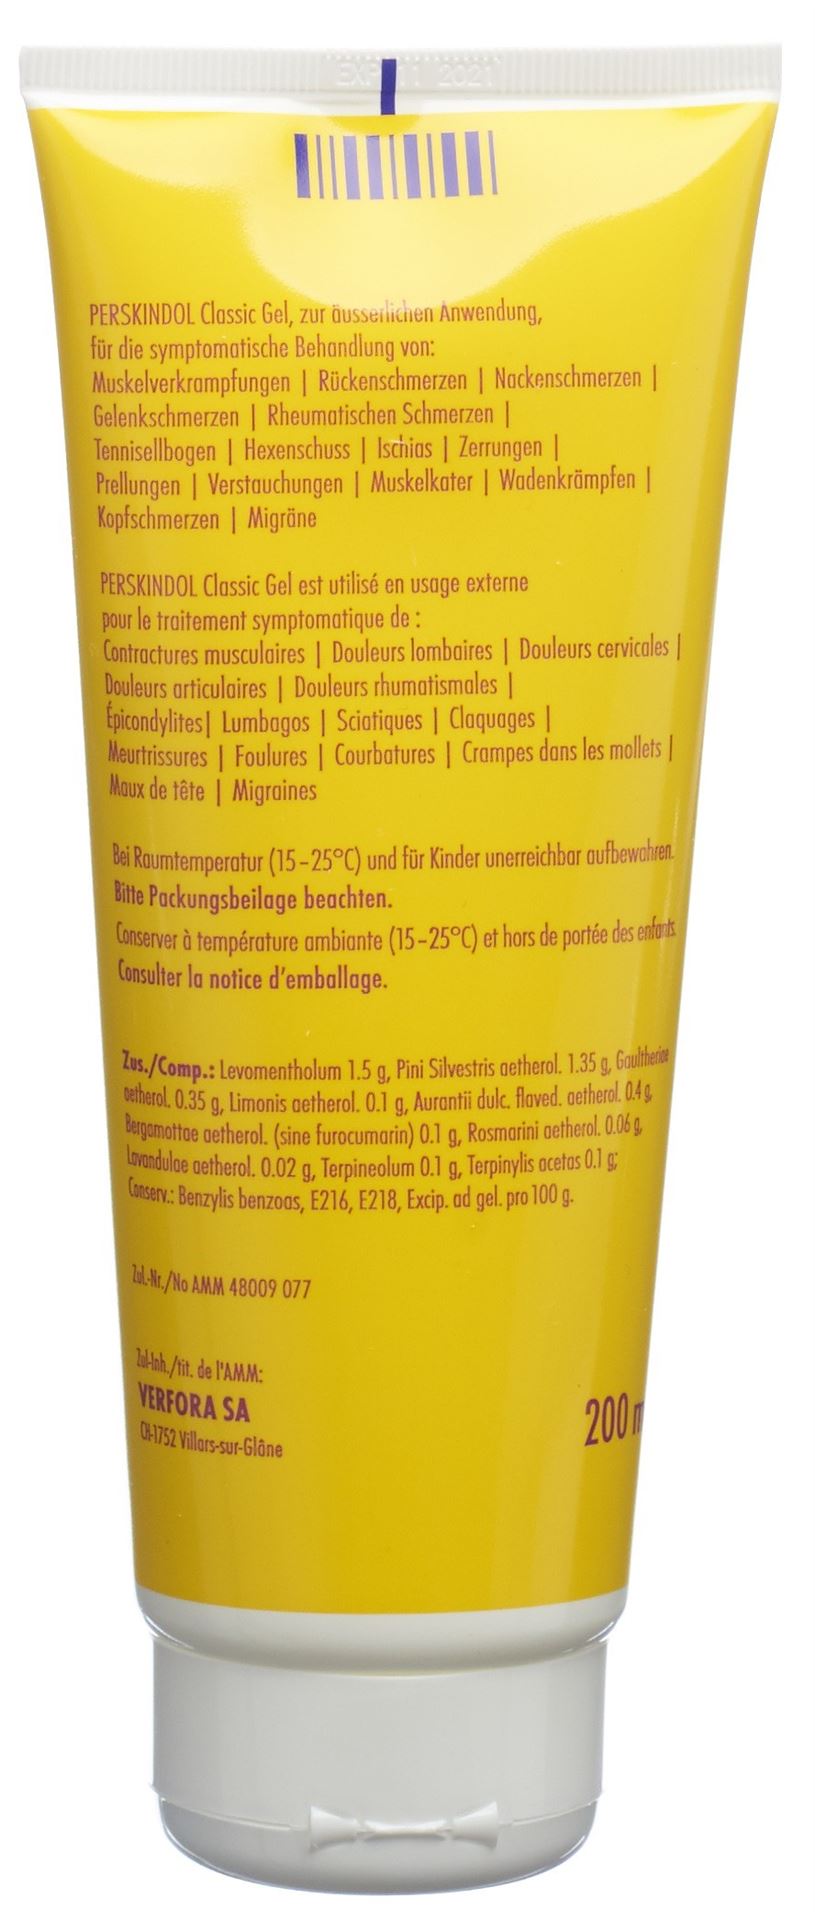 EXP 11 2021
PERSKINDOL Classic Gel, zur äusserlichen Anwendung,
für die symptomatische Behandlung von:
Muskelverkrampfungen | Rückenschmerzen | Nackenschmerzen |
Gelenkschmerzen | Rheumatischen Schmerzen |
Tennisellbogen | Hexenschuss | Ischias | Zerrungen |
Prellungen | Verstauchungen | Muskelkater | Wadenkrämpfen |
Kopfschmerzen | Migräne
PERSKINDOL Classic Gel est utilisé en usage externe
pour le traitement symptomatique de :
Contractures musculaires | Douleurs lombaires | Douleurs cervicales |
Douleurs articulaires | Douleurs rhumatismales |
Épicondylites| Lumbagos | Sciatiques | Claquages |
Meurtrissures | Foulures | Courbatures | Crampes dans les mollets |
Maux de tête | Migraines
Bei Raumtemperatur (15-25°C) und für Kinder unerreichbar aufbewahren.
Bitte Packungsbeilage beachten.
Conserver à température ambiante (15-25°C) et hors de portée des enfants.
Consulter la notice d'emballage.
Zus./Comp.: Levomentholum 1.5 g, Pini Silvestris aetherol. 1.35 g, Gaultheriae
aetherol. 0.35 g, Limonis aetherol. 0.1 g, Aurantii dulc. flaved. aetherol. 0.4 g,
Bergamottae aetherol. (sine furocumarin) 0.1 g, Rosmarini aetherol. 0.06 g,
Lavandulae aetherol. 0.02 g, Terpineolum 0.1 g, Terpinylis acetas 0.1 g;
Conserv.: Benzylis benzoas, E216, E218, Excip. ad gel. pro 100 g.
Zul.-Nr./No AMM 48009 077
Zul-Inh./tit. de l'AMM:
VERFORA SA
CH-1752 Villars-sur-Glâne
200 m